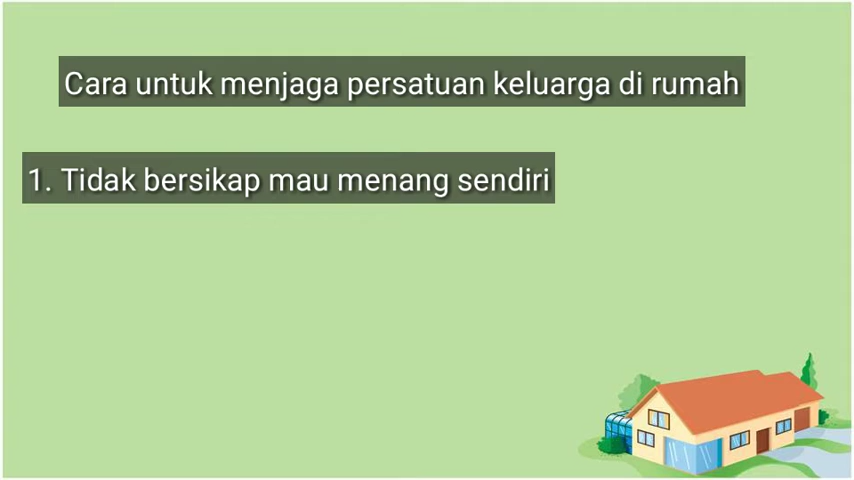 Cara untuk menjaga persatuan keluarga di rumah
1. Tidak bersikap mau menang sendiri